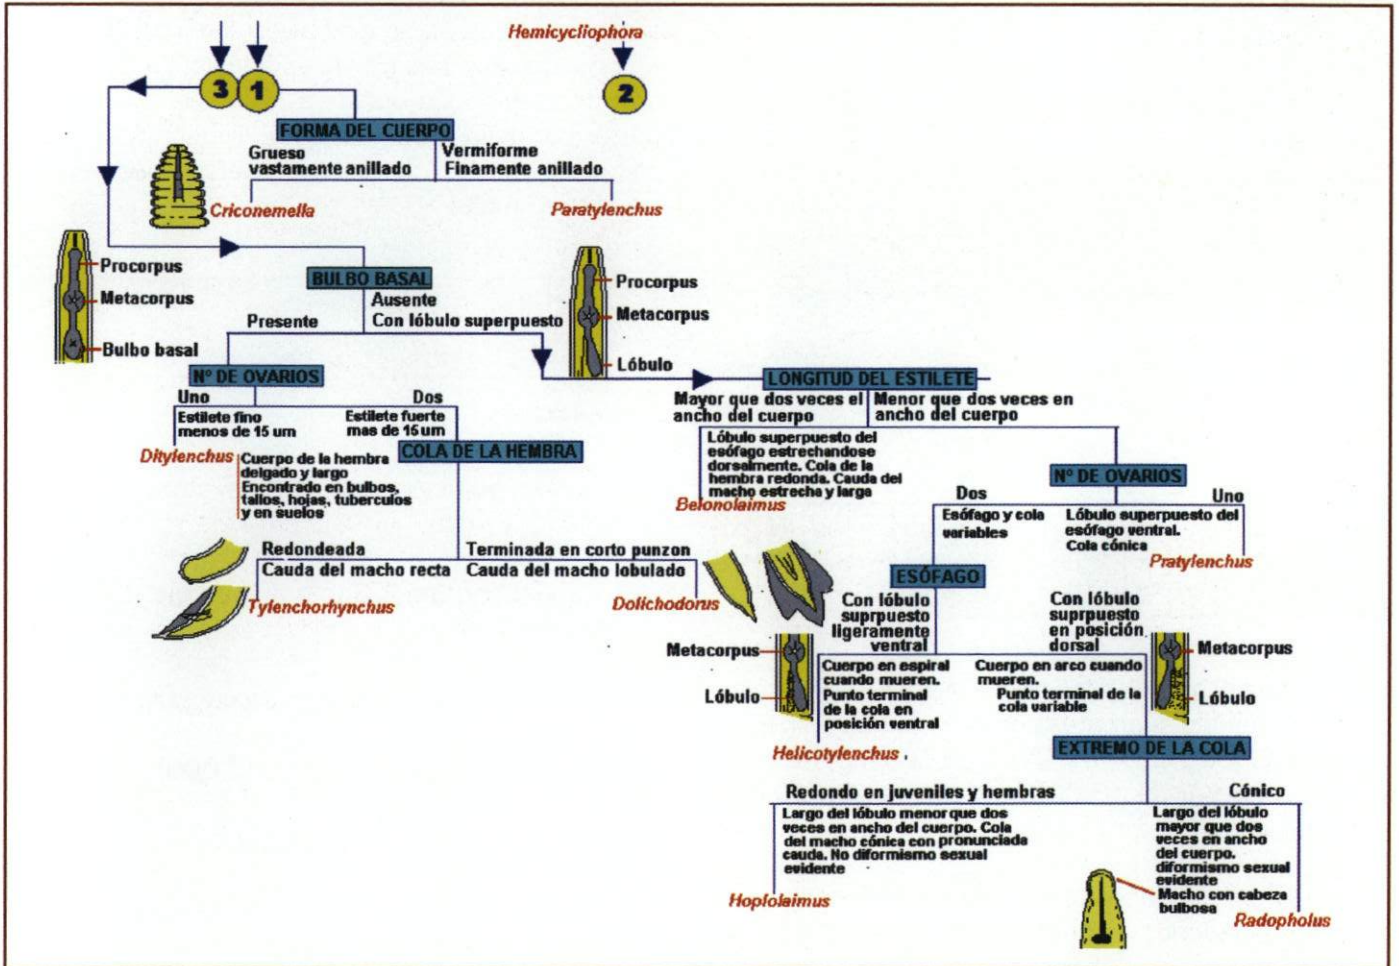 Hemicycliophora
3
1
2
FORMA DEL CUERPO
Grueso
vastamente anillado
Vermiforme
Finamente anillado
Criconemella
Paratylenchus
Procorpus
Metacorpus
Bulbo basal
BULBO BASAL
Ausente
Presente
Con lóbulo superpuesto
Procorpus
Metacorpus
Lóbulo
Nº DE OVARIOS
Uno
Dos
Estilete fino
menos de 15 um
Estilete fuerte
mas de 15 um
Ditylenchus
Cuerpo de la hembra
delgado y largo
Encontrado en bulbos,
tallos, hojas, tuberculos
y en suelos
COLA DE LA HEMBRA
Redondeada
Cauda del macho recta
Terminada en corto punzon
Cauda del macho lobulado
Tylenchorhynchus
Dolichodorus
LONGITUD DEL ESTILETE
Mayor que dos veces el
ancho del cuerpo
Menor que dos veces en
ancho del cuerpo
Lóbulo superpuesto del
esófago estrechandose
dorsalmente. Cola de la
hembra redonda. Cauda del
macho estrecha y larga
Belonolaimus
Nº DE OVARIOS
Dos
Uno
Esófago y cola
variables
Lóbulo superpuesto del
esófago ventral.
Cola cónica
Pratylenchus
ESÓFAGO
Con lóbulo
suprpuesto
ligeramente
ventral
Con lóbulo
suprpuesto
en posición
dorsal
Metacorpus
Lóbulo
Cuerpo en espiral
cuando mueren.
Punto terminal
de la cola en
posición ventral
Cuerpo en arco cuando
mueren.
Punto terminal de la
cola variable
Metacorpus
Lóbulo
Helicotylenchus
EXTREMO DE LA COLA
Redondo en juveniles y hembras
Cónico
Largo del lóbulo menor que dos
veces en ancho del cuerpo. Cola
del macho cónica con pronunciada
cauda. No diformismo sexual
evidente
Largo del lóbulo
mayor que dos
veces en ancho
del cuerpo.
diformismo sexual
evidente
Macho con cabeza
bulbosa
Hoplolaimus
Radopholus